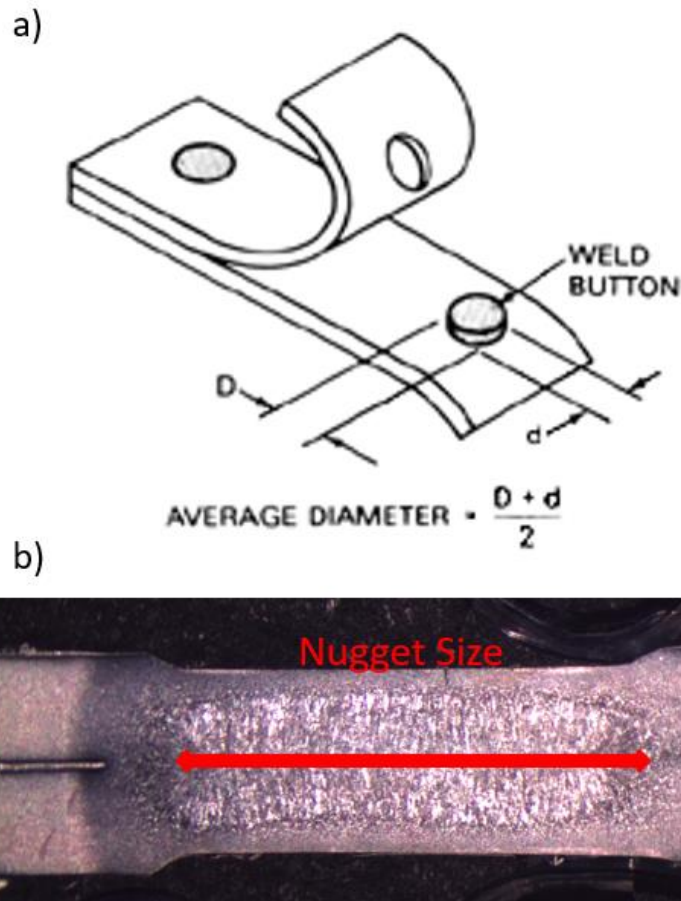 a)
WELD
BUTTON
D
d
AVERAGE DIAMETER = D + d
2
b)
Nugget Size